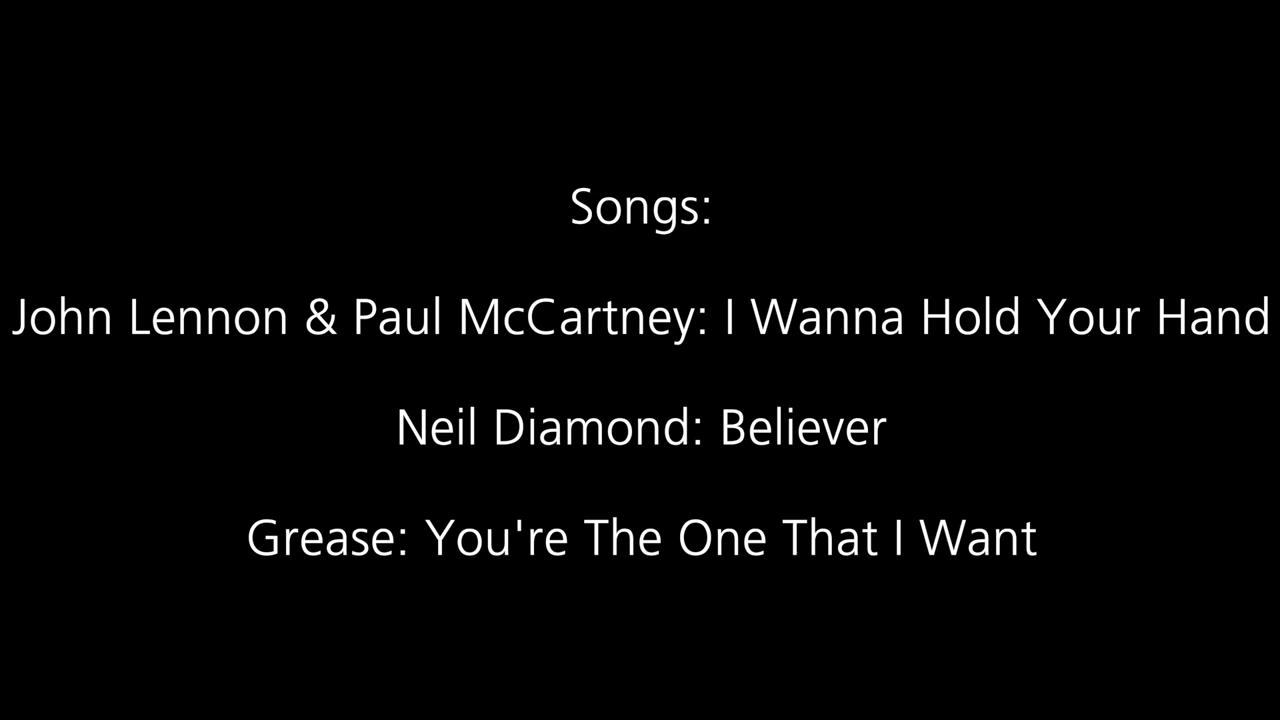 Songs:
John Lennon & Paul McCartney: I Wanna Hold Your Hand
Neil Diamond: Believer
Grease: You're The One That I Want